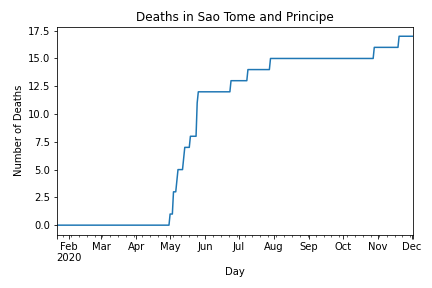 Deaths in Sao Tome and Principe
17.5
15.0
12.5
10.0
7.5
5.0
2.5
0.0
Number of Deaths
Feb Mar Apr May Jun Jul Aug Sep Oct Nov Dec
2020
Day